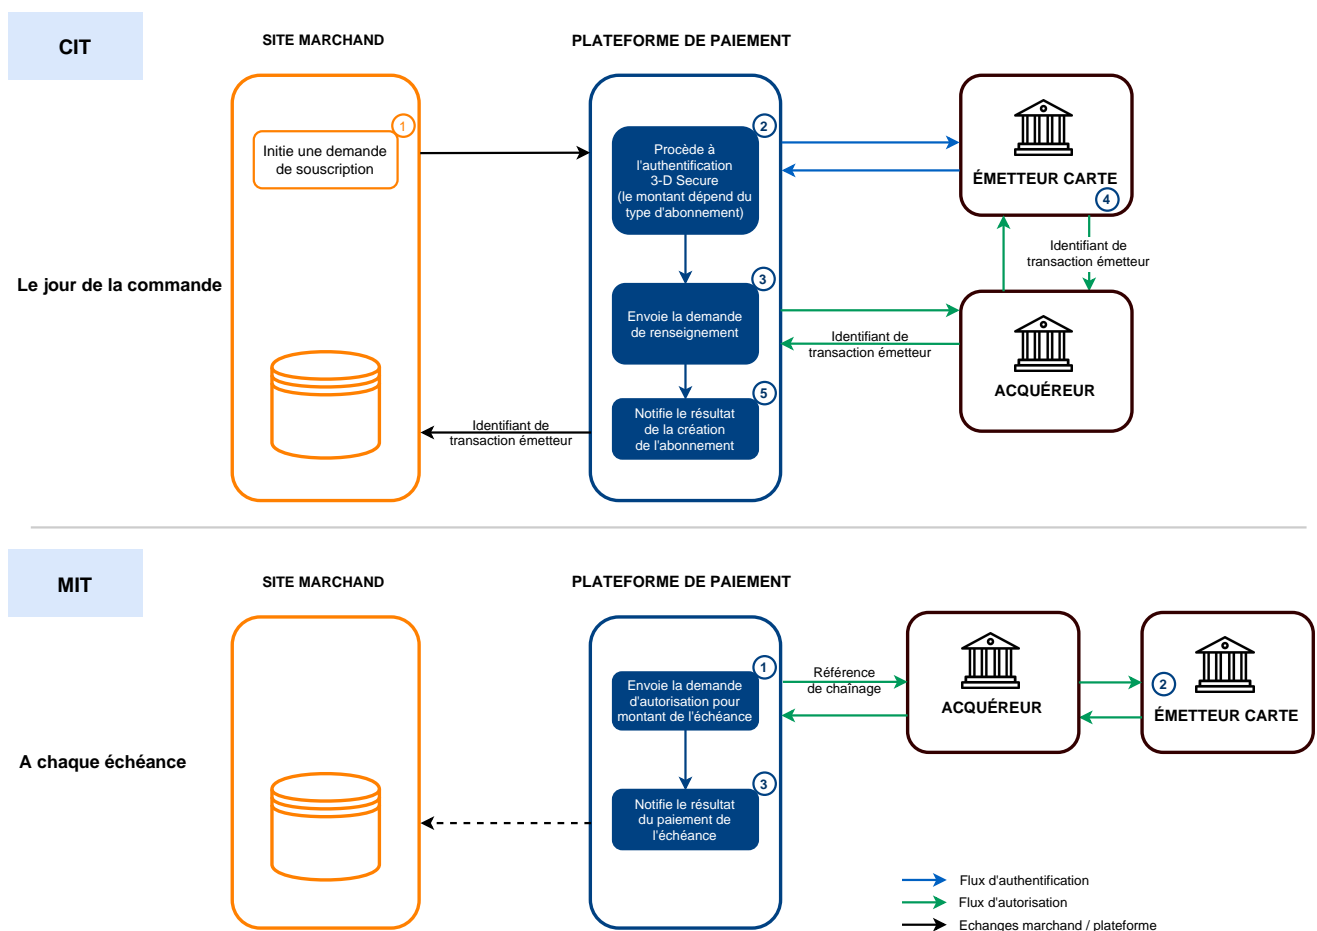 CIT
SITE MARCHAND
PLATEFORME DE PAIEMENT
1
Initie une demande
de souscription
2
Procède à
l'authentification
3-D Secure
(le montant dépend du
type d'abonnement)
ÉMETTEUR CARTE
4
Identifiant de
transaction émetteur
Le jour de la commande
3
Envoie la demande
de renseignement
Identifiant de
transaction émetteur
ACQUÉREUR
5
Notifie le résultat
de la création
de l'abonnement
Identifiant de
transaction émetteur
MIT
SITE MARCHAND
PLATEFORME DE PAIEMENT
1
Envoie la demande
d'autorisation pour
montant de l'échéance
Référence
de chaînage
ACQUÉREUR
2
ÉMETTEUR CARTE
A chaque échéance
3
Notifie le résultat
du paiement de
l'échéance
Flux d'authentification
Flux d'autorisation
Echanges marchand / plateforme